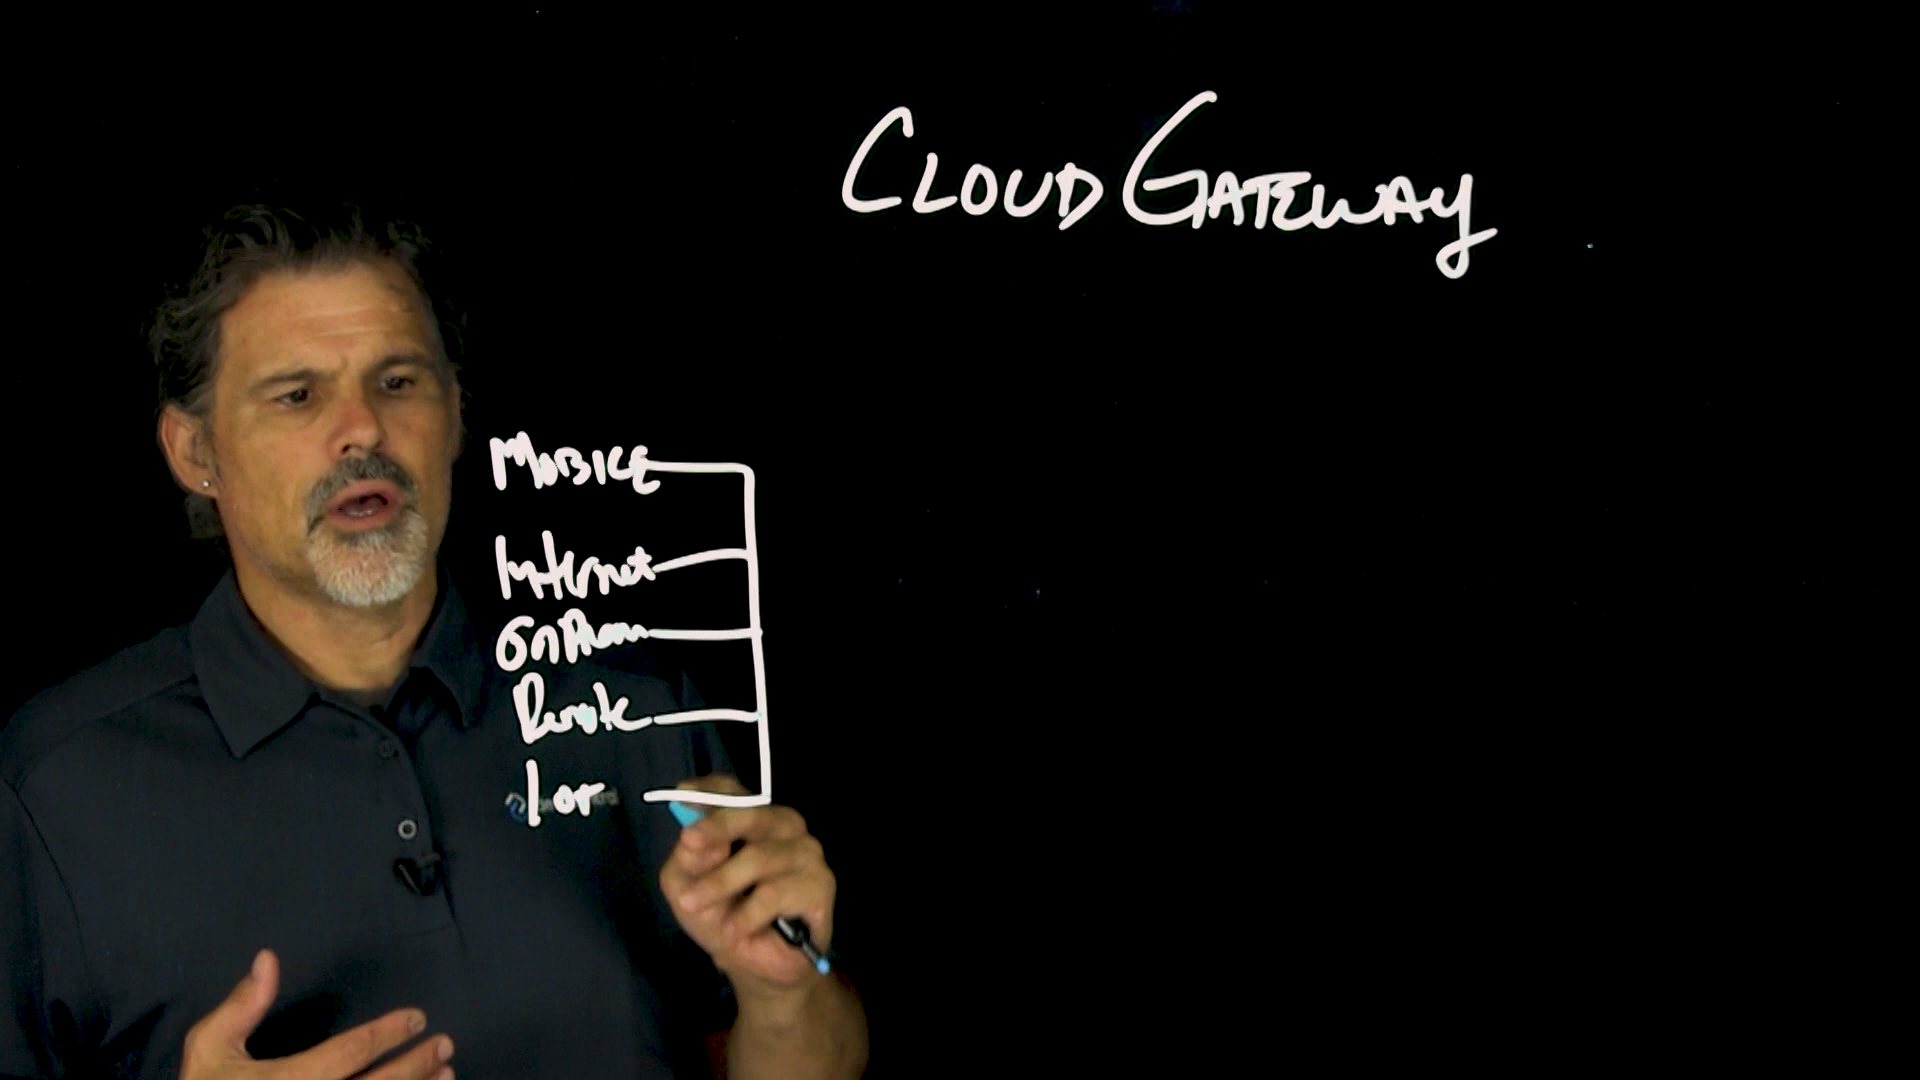 CLOUD GATEWAY
MOBILE
Internet
OnPrem
Remote
IOT